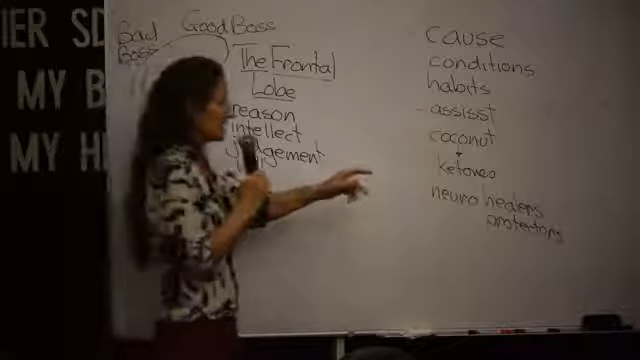 IER SD
MY B
MY H
Bad
Boss
Good Boss
The Frontal
Lobe
reason
intellect
judgement
cause
conditions
habits
- assisst
coconut
ketones
neuro healers
protectors